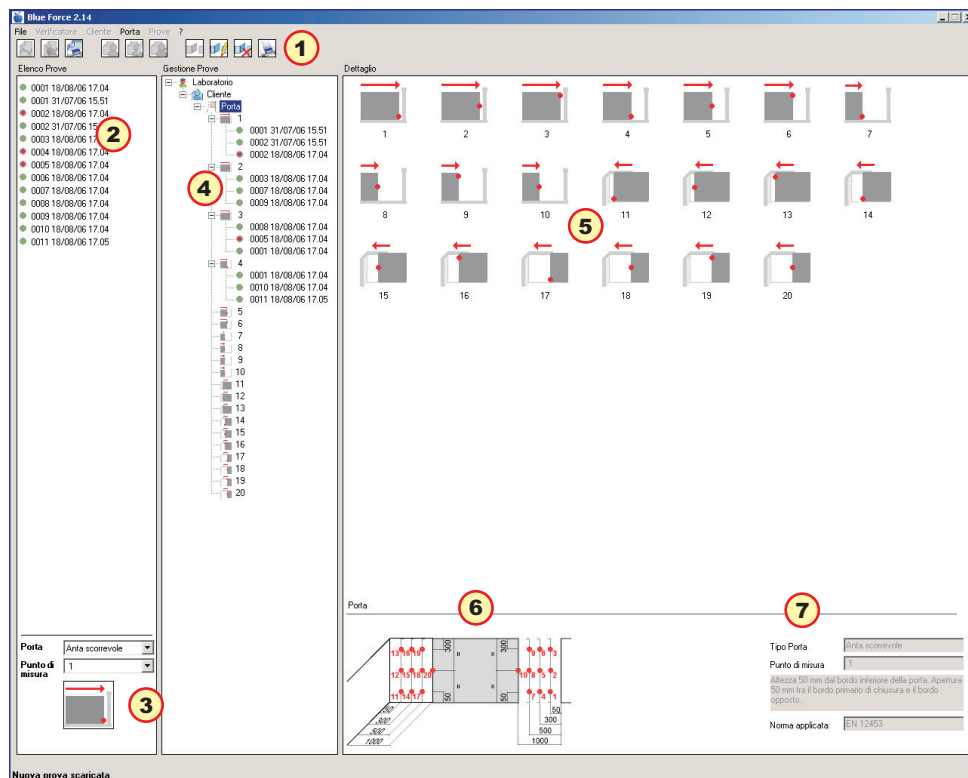 Blue Force 2.14
File Verificatore Cliente Porta Prove ?
1
Elenco Prove
0001 18/08/06 17.04
0001 31/07/06 15.51
0002 18/08/06 17.04
0002 31/07/06 15
0003 18/08/06 17.04
0004 18/08/06 17.04
0005 18/08/06 17.04
0006 18/08/06 17.04
0007 18/08/06 17.04
0008 18/08/06 17.04
0009 18/08/06 17.04
0010 18/08/06 17.04
0011 18/08/06 17.05
2
Porta Anta scorrevole
Punto di misura 1
3
Gestione Prove
Laboratorio
Cliente
Porta
1
0001 31/07/06 15.51
0002 31/07/06 15.51
0002 18/08/06 17.04
2
0003 18/08/06 17.04
0007 18/08/06 17.04
0009 18/08/06 17.04
3
0008 18/08/06 17.04
0005 18/08/06 17.04
0001 18/08/06 17.04
4
0001 18/08/06 17.04
0010 18/08/06 17.04
0011 18/08/06 17.05
5
6
7
8
9
10
11
12
13
14
15
16
17
18
19
20
4
Dettaglio
1 2 3 4 5 6 7
8 9 10 11 12 13 14
15 16 17 18 19 20
5
Porta
6
300 300
13 16 19 9 6 3
12 15 18 20 10 8 5 2
11 14 17 7 4 1
50 50
50 50
300 300
500 500
1000 1000
7
Tipo Porta Anta scorrevole
Punto di misura 1
Altezza 50 mm dal bordo inferiore della porta. Apertura
50 mm tra il bordo primario di chiusura e il bordo
opposto.
Norma applicata: EN 12453
Nuova prova scaricata